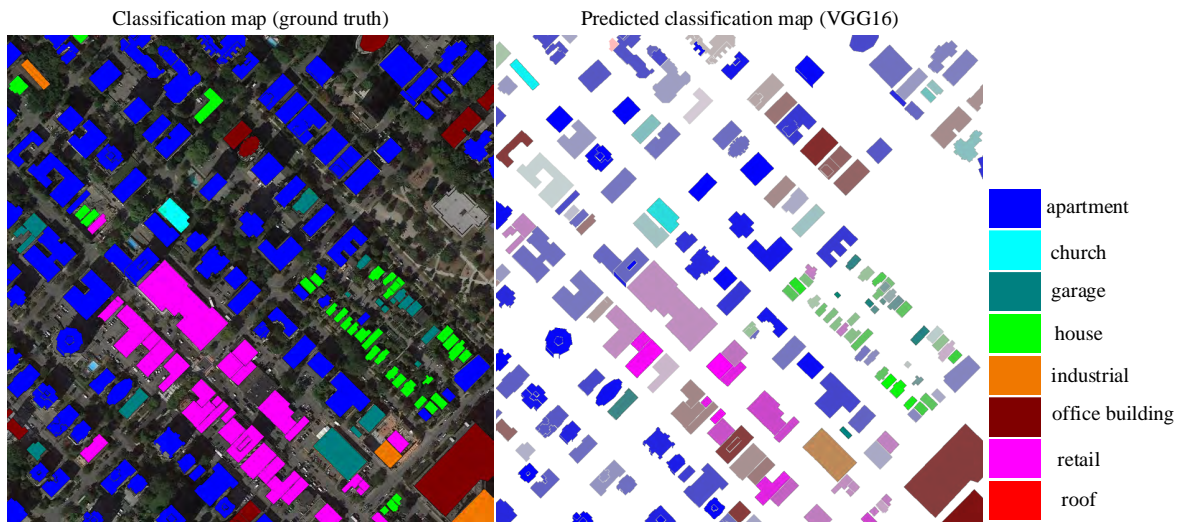 Classification map (ground truth)
Predicted classification map (VGG16)
apartment
church
garage
house
industrial
office building
retail
roof